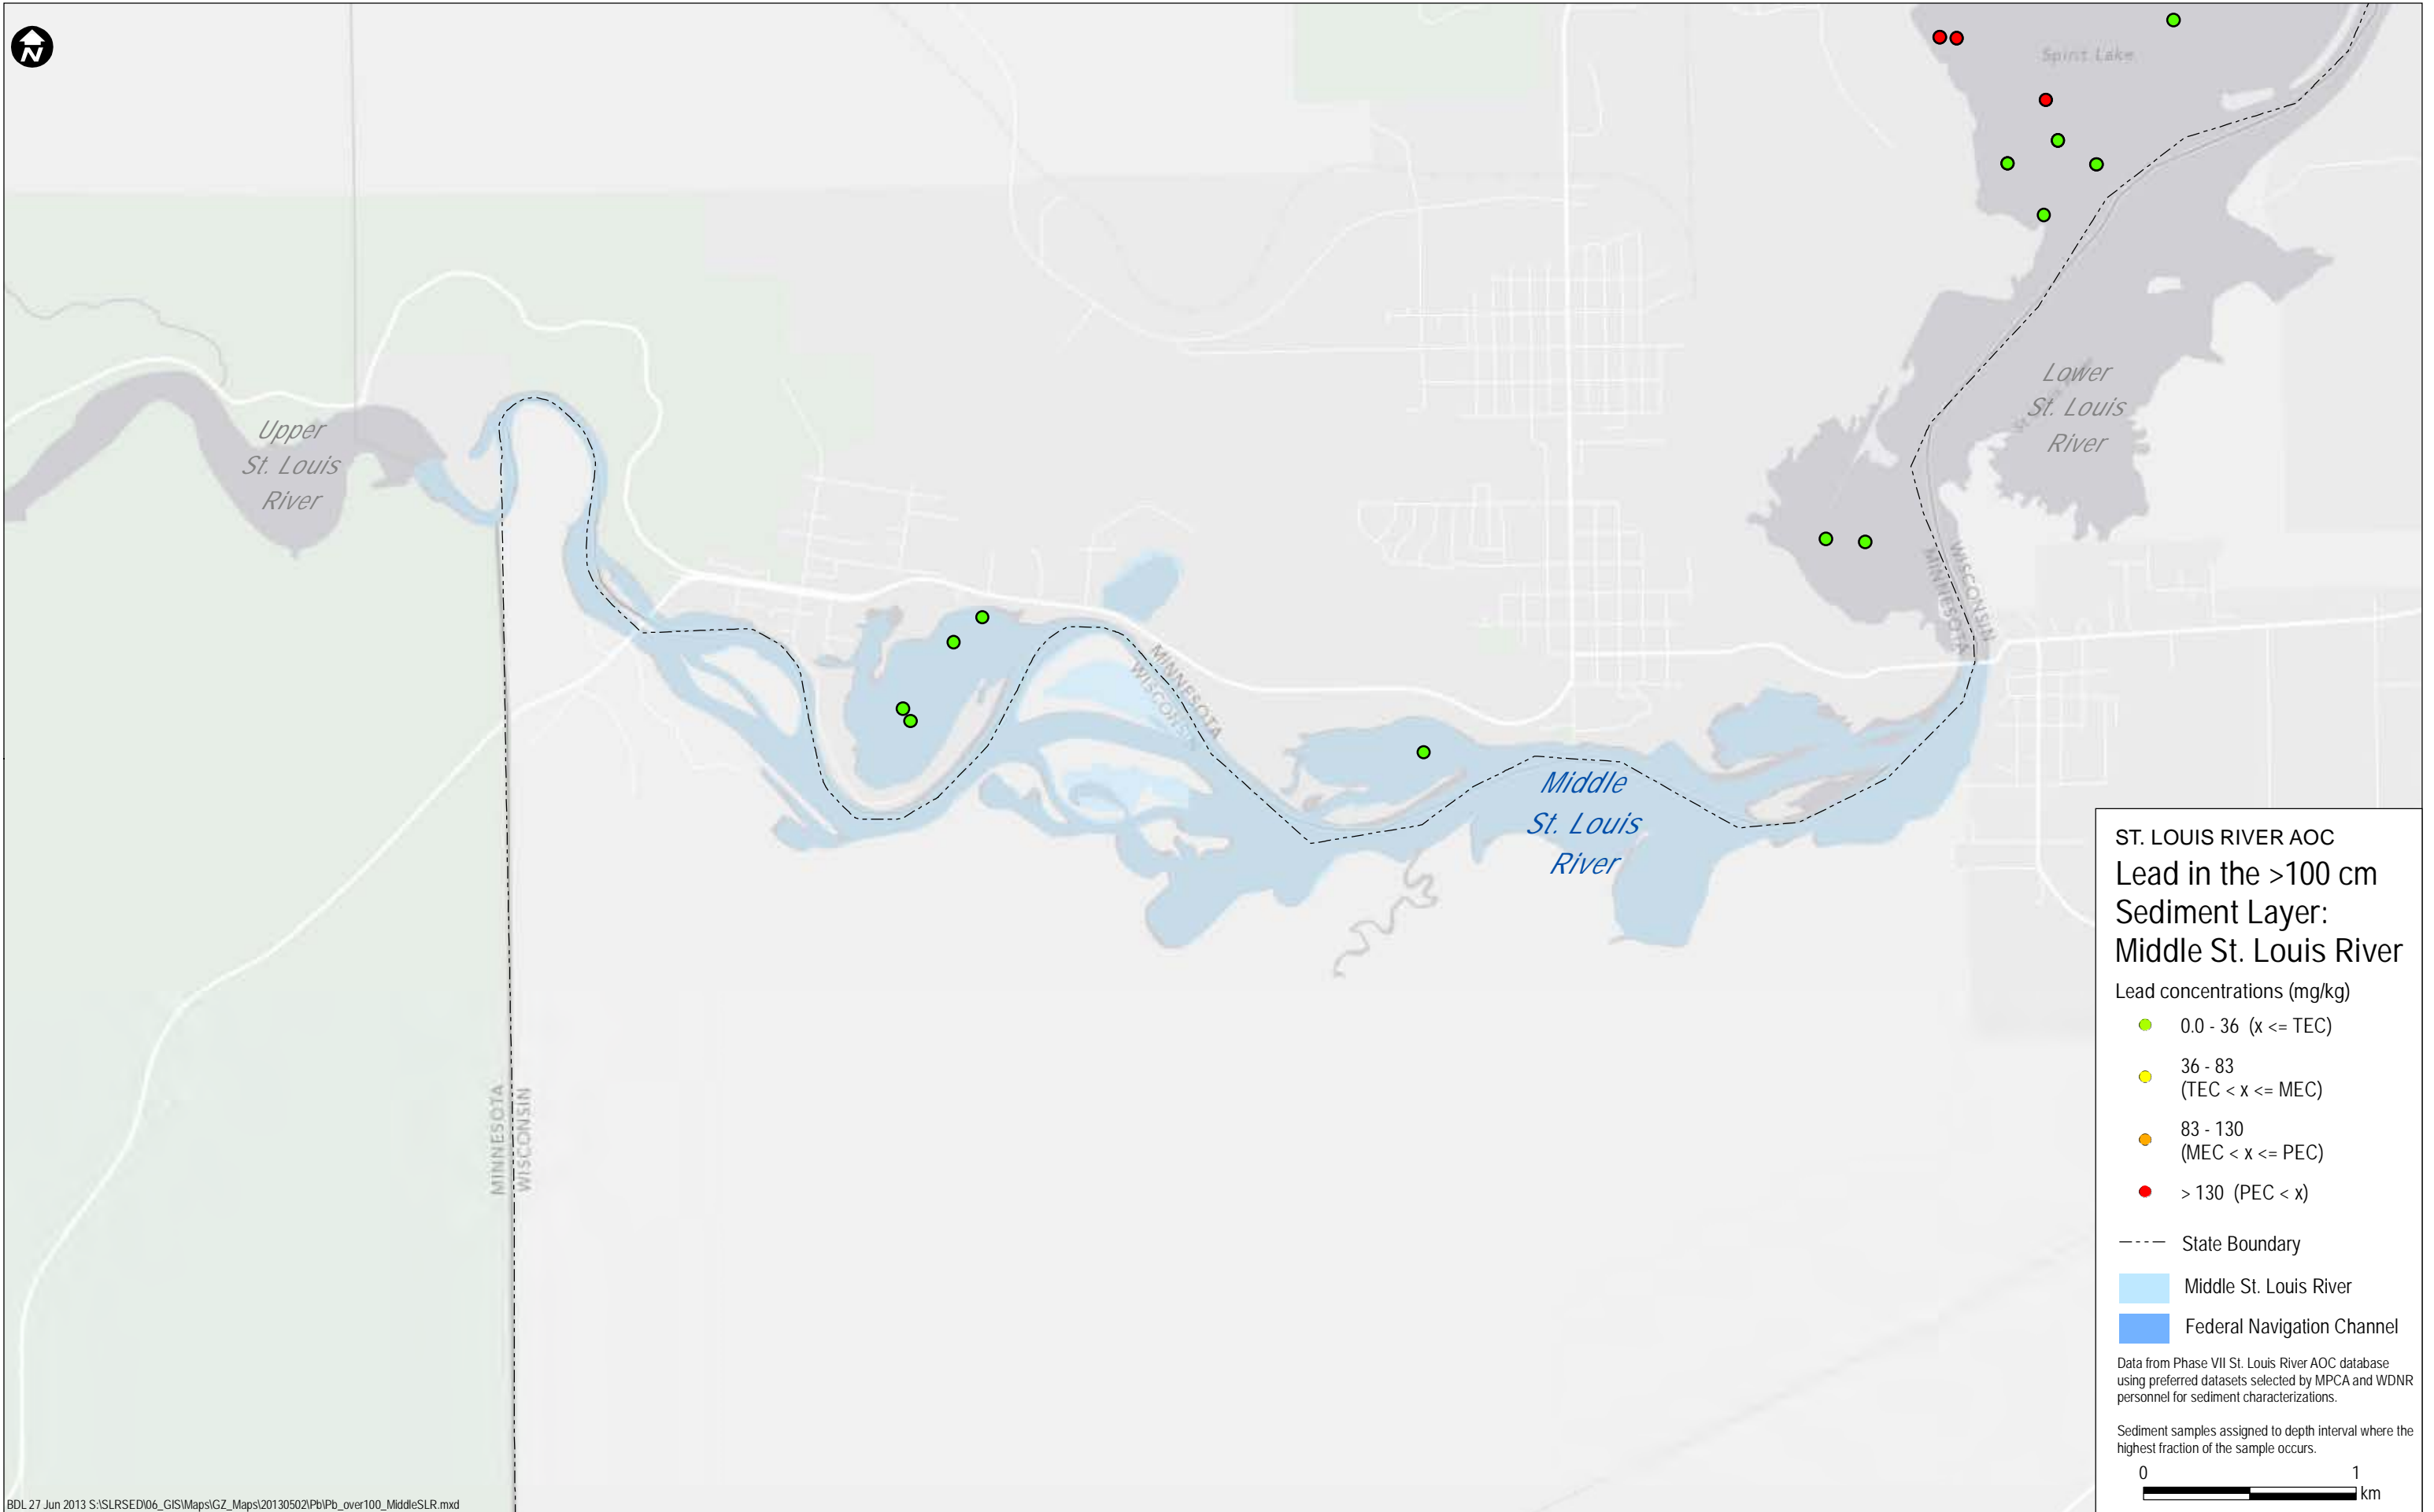 N
Spirit Lake
Upper
St. Louis
River
Lower
St. Louis
River
WISCONSIN
MINNESOTA
MINNESOTA
WISCONSIN
Middle
St. Louis
River
MINNESOTA
WISCONSIN
ST. LOUIS RIVER AOC
Lead in the >100 cm
Sediment Layer:
Middle St. Louis River
Lead concentrations (mg/kg)
0.0 - 36 (x <= TEC)
36 - 83
(TEC < x <= MEC)
83 - 130
(MEC < x <= PEC)
> 130 (PEC < x)
State Boundary
Middle St. Louis River
Federal Navigation Channel
Data from Phase VII St. Louis River AOC database
using preferred datasets selected by MPCA and WDNR
personnel for sediment characterizations.
Sediment samples assigned to depth interval where the
highest fraction of the sample occurs.
0 1
km
BDL 27 Jun 2013 S:\SLRSED\06_GIS\Maps\GZ_Maps\20130502\Pb\Pb_over100_MiddleSLR.mxd